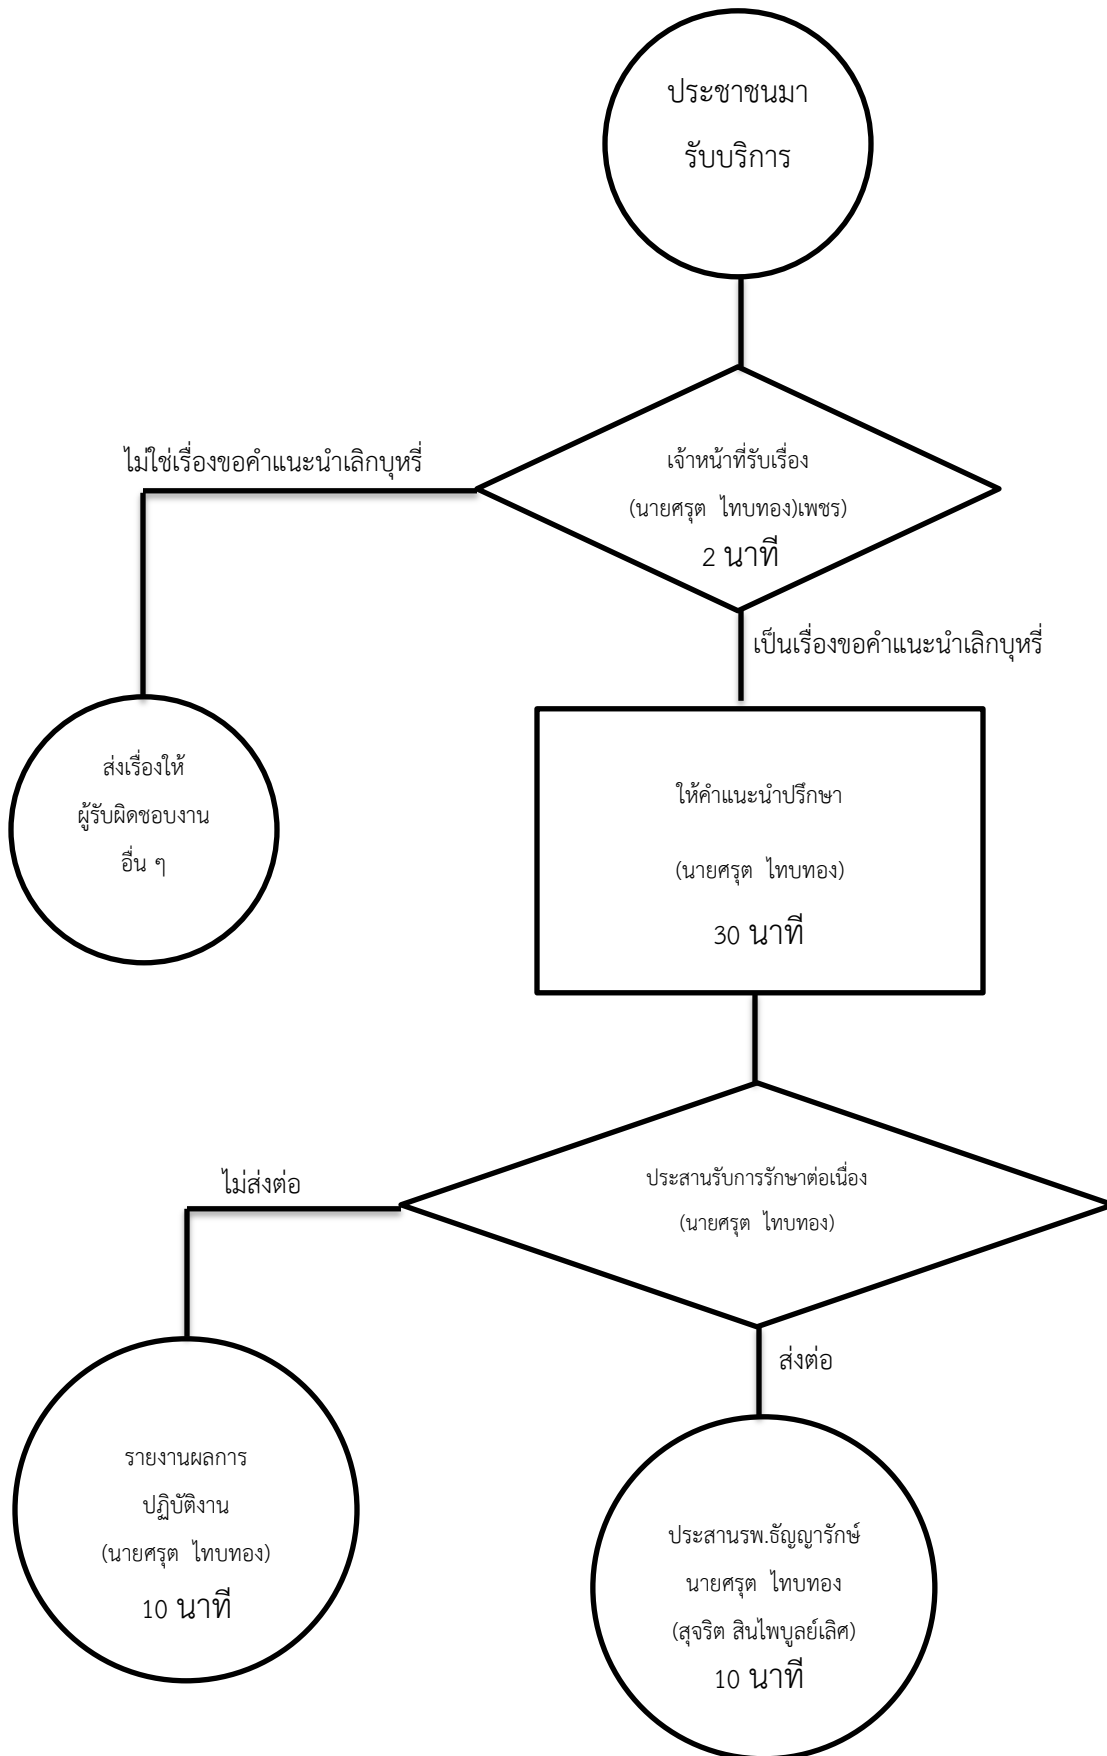 ประชาชนมา
รับบริการ
ไม่ใช่เรื่องขอคำแนะนำเลิกบุหรี่
เจ้าหน้าที่รับเรื่อง
(นายศรุต ไทบทอง)เพชร)
2 นาที
เป็นเรื่องขอคำแนะนำเลิกบุหรี่
ส่งเรื่องให้
ผู้รับผิดชอบงาน
อื่น ๆ
ให้คำแนะนำปรึกษา
(นายศรุต ไทบทอง)
30 นาที
ประสานรับการรักษาต่อเนื่อง
(นายศรุต ไทบทอง)
ไม่ส่งต่อ
ส่งต่อ
รายงานผลการ
ปฏิบัติงาน
(นายศรุต ไทบทอง)
10 นาที
ประสานรพ.ธัญญารักษ์
นายศรุต ไทบทอง
(สุจริต สินไพบูลย์เลิศ)
10 นาที